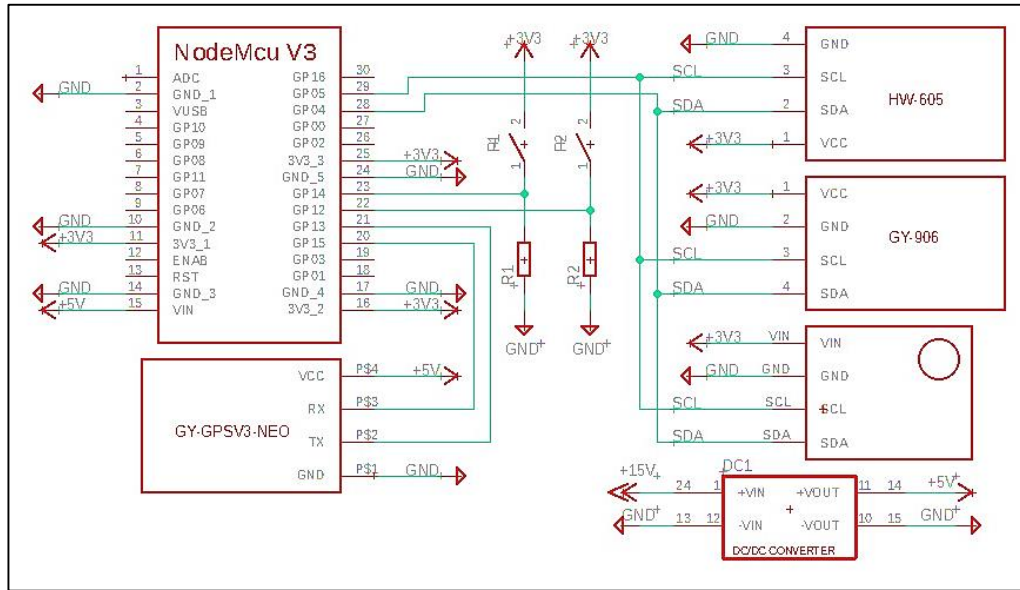 NodeMcu V3
GND
+3V3
GND
+5V
1 ADC
2 GND_1
3 VUSB
4 GP10
5 GP09
6 GP08
7 GP11
8 GP07
9 GP06
10 GND_2
11 3V3_1
12 ENAB
13 RST
14 GND_3
15 VIN
GND
GP16 30
GP05 29
GP04 28
GP00 27
GP02 26
3V3_3 25 +3V3
GND_5 24 GND
GP14 23
GP12 22
GP13 21
GP15 20
GP03 19
GP01 18
GND_4 17 GND
3V3_2 16 +3V3
GY-GPSV3-NEO
VCC P$4 +5V
RX P$3
TX P$2
GND P$1 GND
+3V3
+3V3
2
1
2
1
R1
R2
GND
GND
HW-605
GND 4 GND
SCL 3 SCL
SDA 2 SDA
+3V3 1 VCC
GY-906
+3V3 1 VCC
GND 2 GND
SCL 3 SCL
SDA 4 SDA
+3V3 VIN VIN
GND GND GND
SCL SCL SCL
SDA SDA SDA
DC1
+15V 24 1 +VIN +VOUT 11 14 +5V
GND 13 12 -VIN -VOUT 10 15 GND
DC/DC CONVERTER